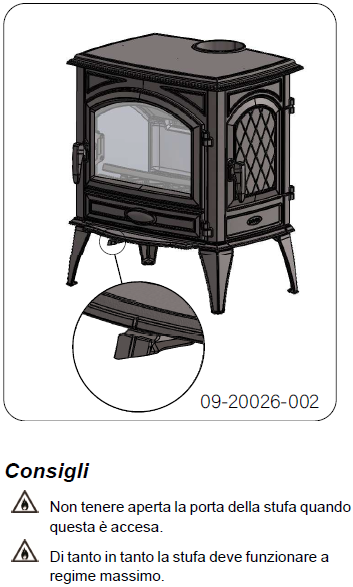 09-20026-002
Consigli
Non tenere aperta la porta della stufa quando
questa è accesa.
Di tanto in tanto la stufa deve funzionare a
regime massimo.